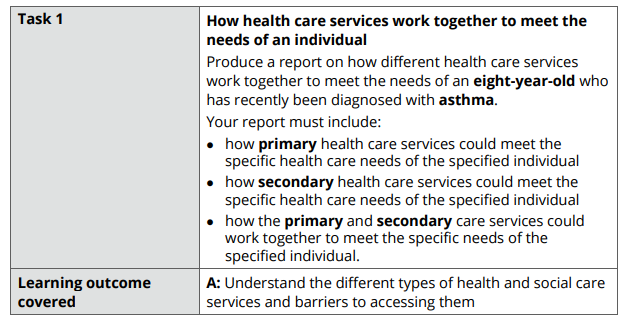 Task 1
How health care services work together to meet the
needs of an individual
Produce a report on how different health care services
work together to meet the needs of an eight-year-old who
has recently been diagnosed with asthma.
Your report must include:
• how primary health care services could meet the
specific health care needs of the specified individual
• how secondary health care services could meet the
specific health care needs of the specified individual
• how the primary and secondary care services could
work together to meet the specific needs of the
specified individual.
Learning outcome
covered
A: Understand the different types of health and social care
services and barriers to accessing them